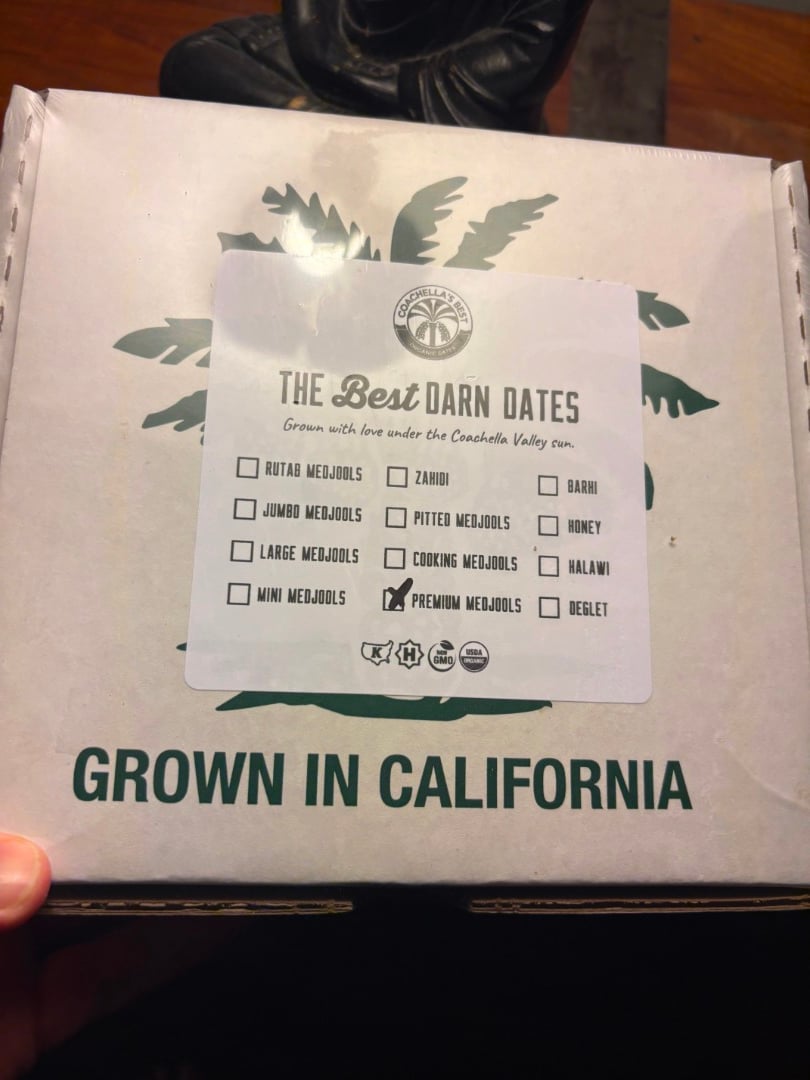 COACHELLA'S BEST
ORGANIC DATES
THE Best DARN DATES
Grown with love under the Coachella Valley sun.
RUTAB MEDJOOLS
JUMBO MEDJOOLS
LARGE MEDJOOLS
MINI MEDJOOLS
ZAHIDI
PITTED MEDJOOLS
COOKING MEDJOOLS
PREMIUM MEDJOOLS
BARHI
HONEY
HALAWI
DEGLET
K
H
NON
GMO
USDA
ORGANIC
GROWN IN CALIFORNIA